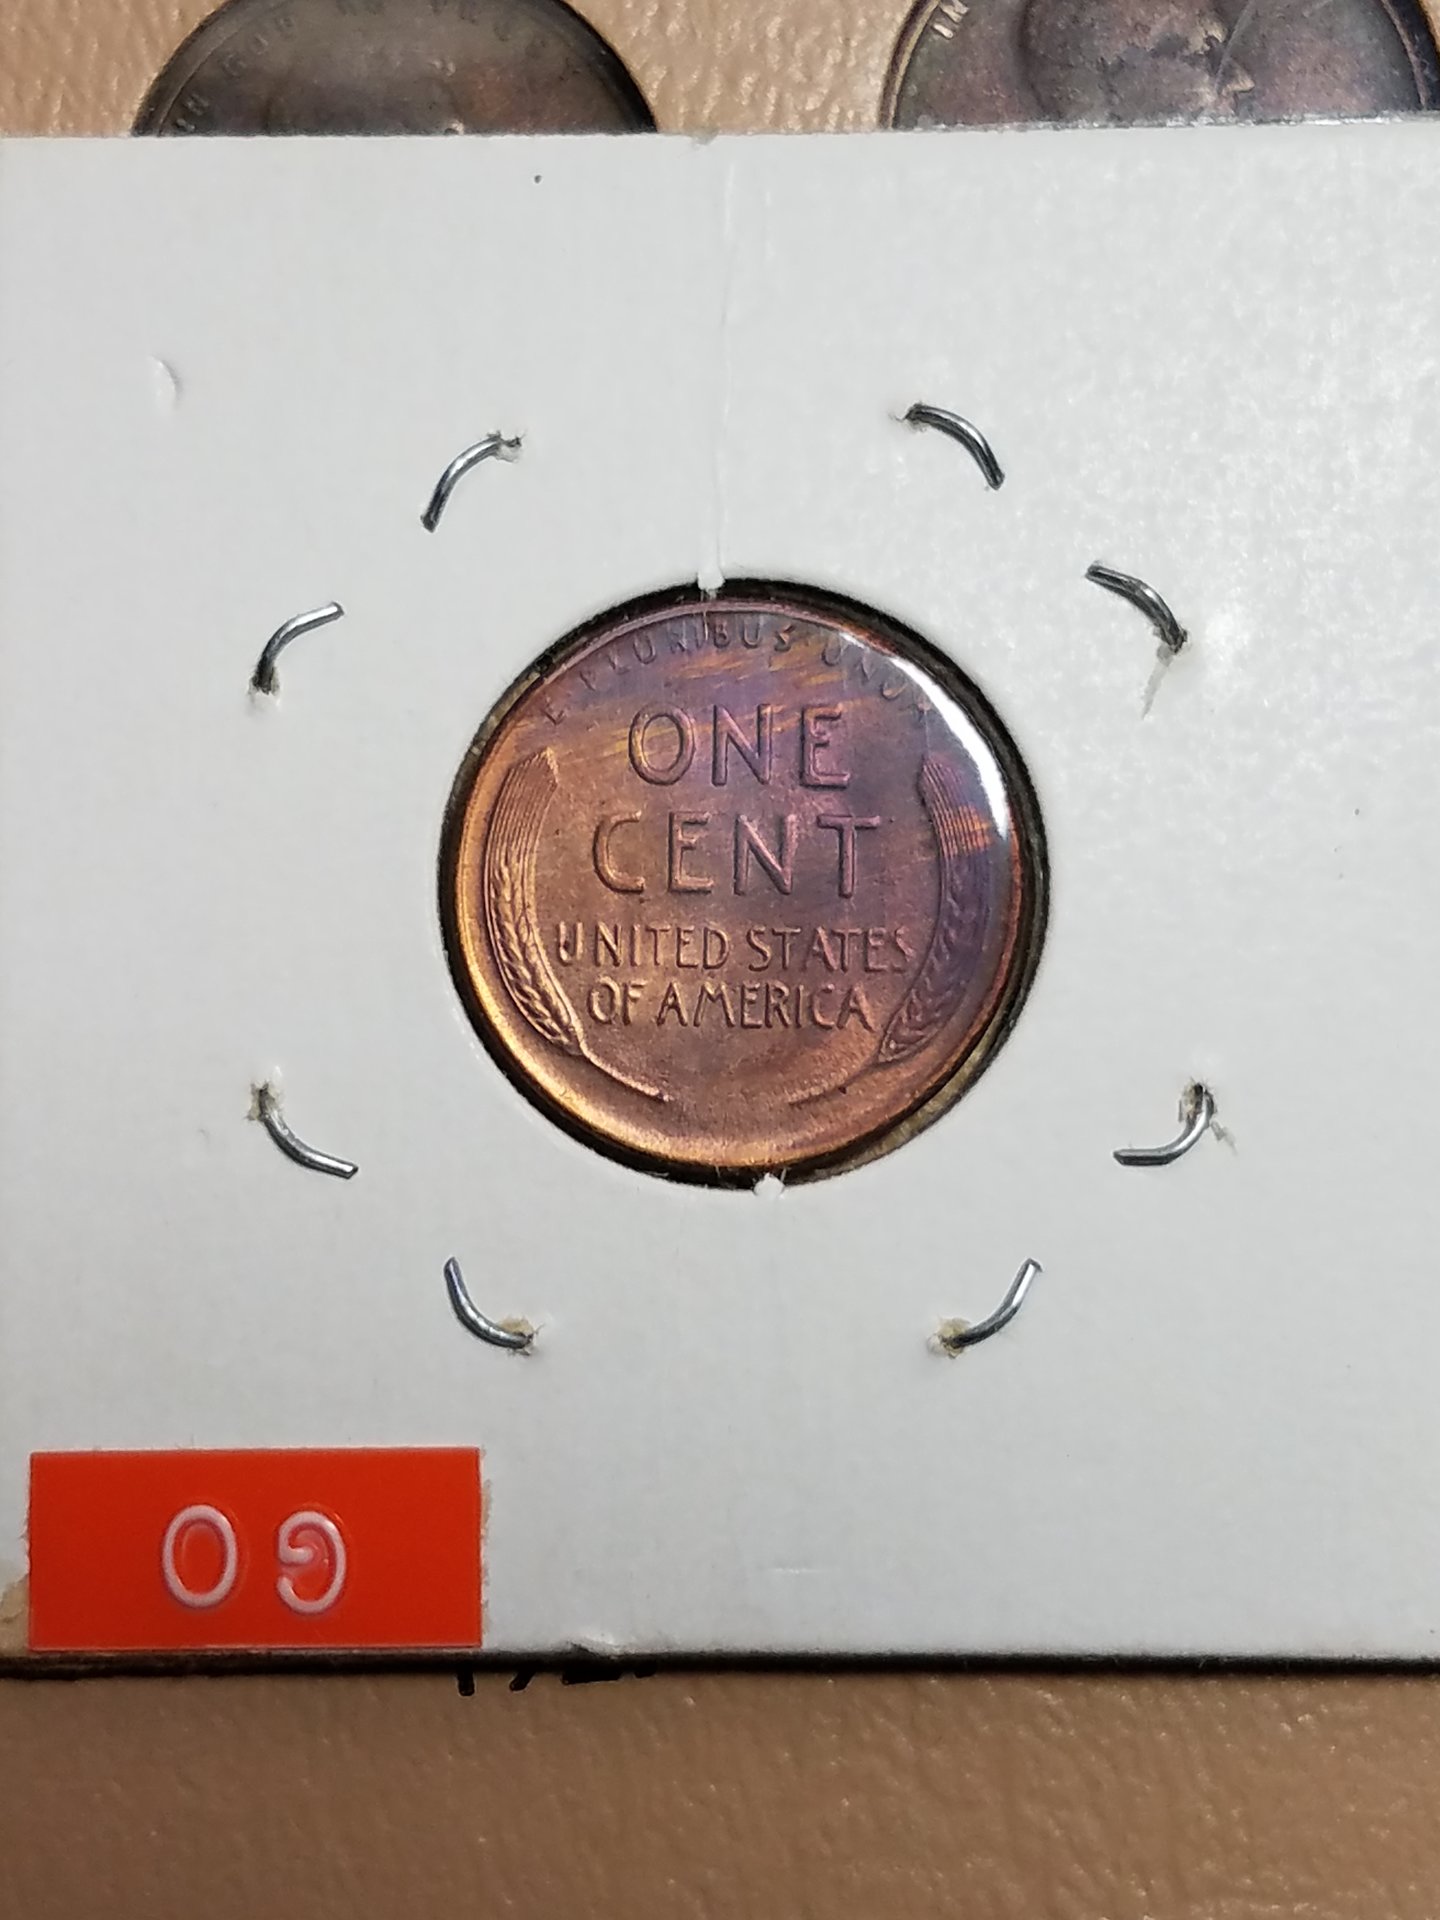 E PLURIBUS UNUM
ONE
CENT
UNITED STATES
OF AMERICA